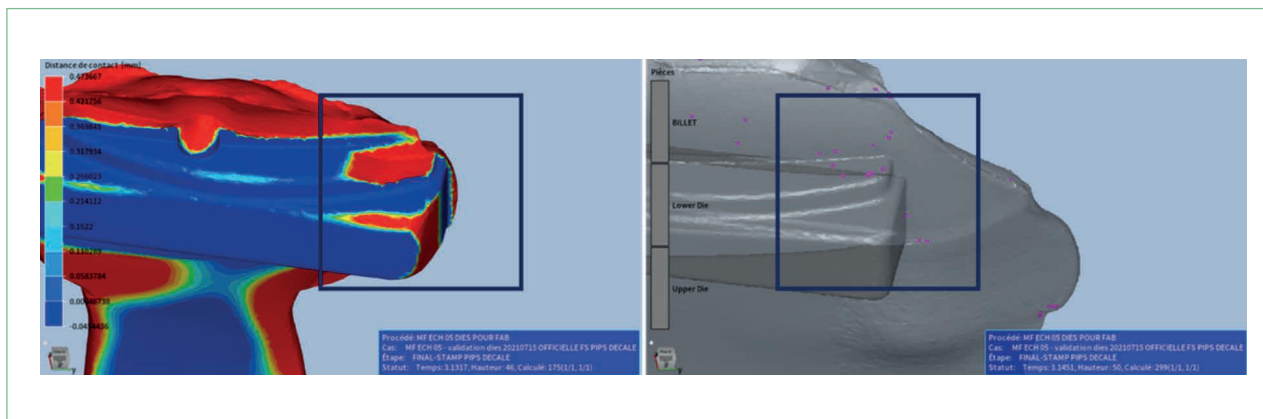 Distance de contact [mm]
0.473667
0.421756
0.369845
0.317934
0.266023
0.214112
0.1622
0.110289
0.0583784
-0.0454436
Procédé: MF ECH 05 DIES POUR FAB
Cas: MF ECH 05 - validation dies 20210715 OFFICIELLE FS PIPS DECALE
Étape: FINAL-STAMP PIPS DECALE
Statut: Temps: 3.1317, Hauteur: 46, Calculé: 175(1/1, 1/1)
y
Pièces
BILLET
Lower Die
Upper Die
Procédé: MF ECH 05 DIES POUR FAB
Cas: MF ECH 05 - validation dies 20210715 OFFICIELLE FS PIPS DECALE
Étape: FINAL-STAMP PIPS DECALE
Statut: Temps: 3.1451, Hauteur: 50, Calculé: 299(1/1, 1/1)
y